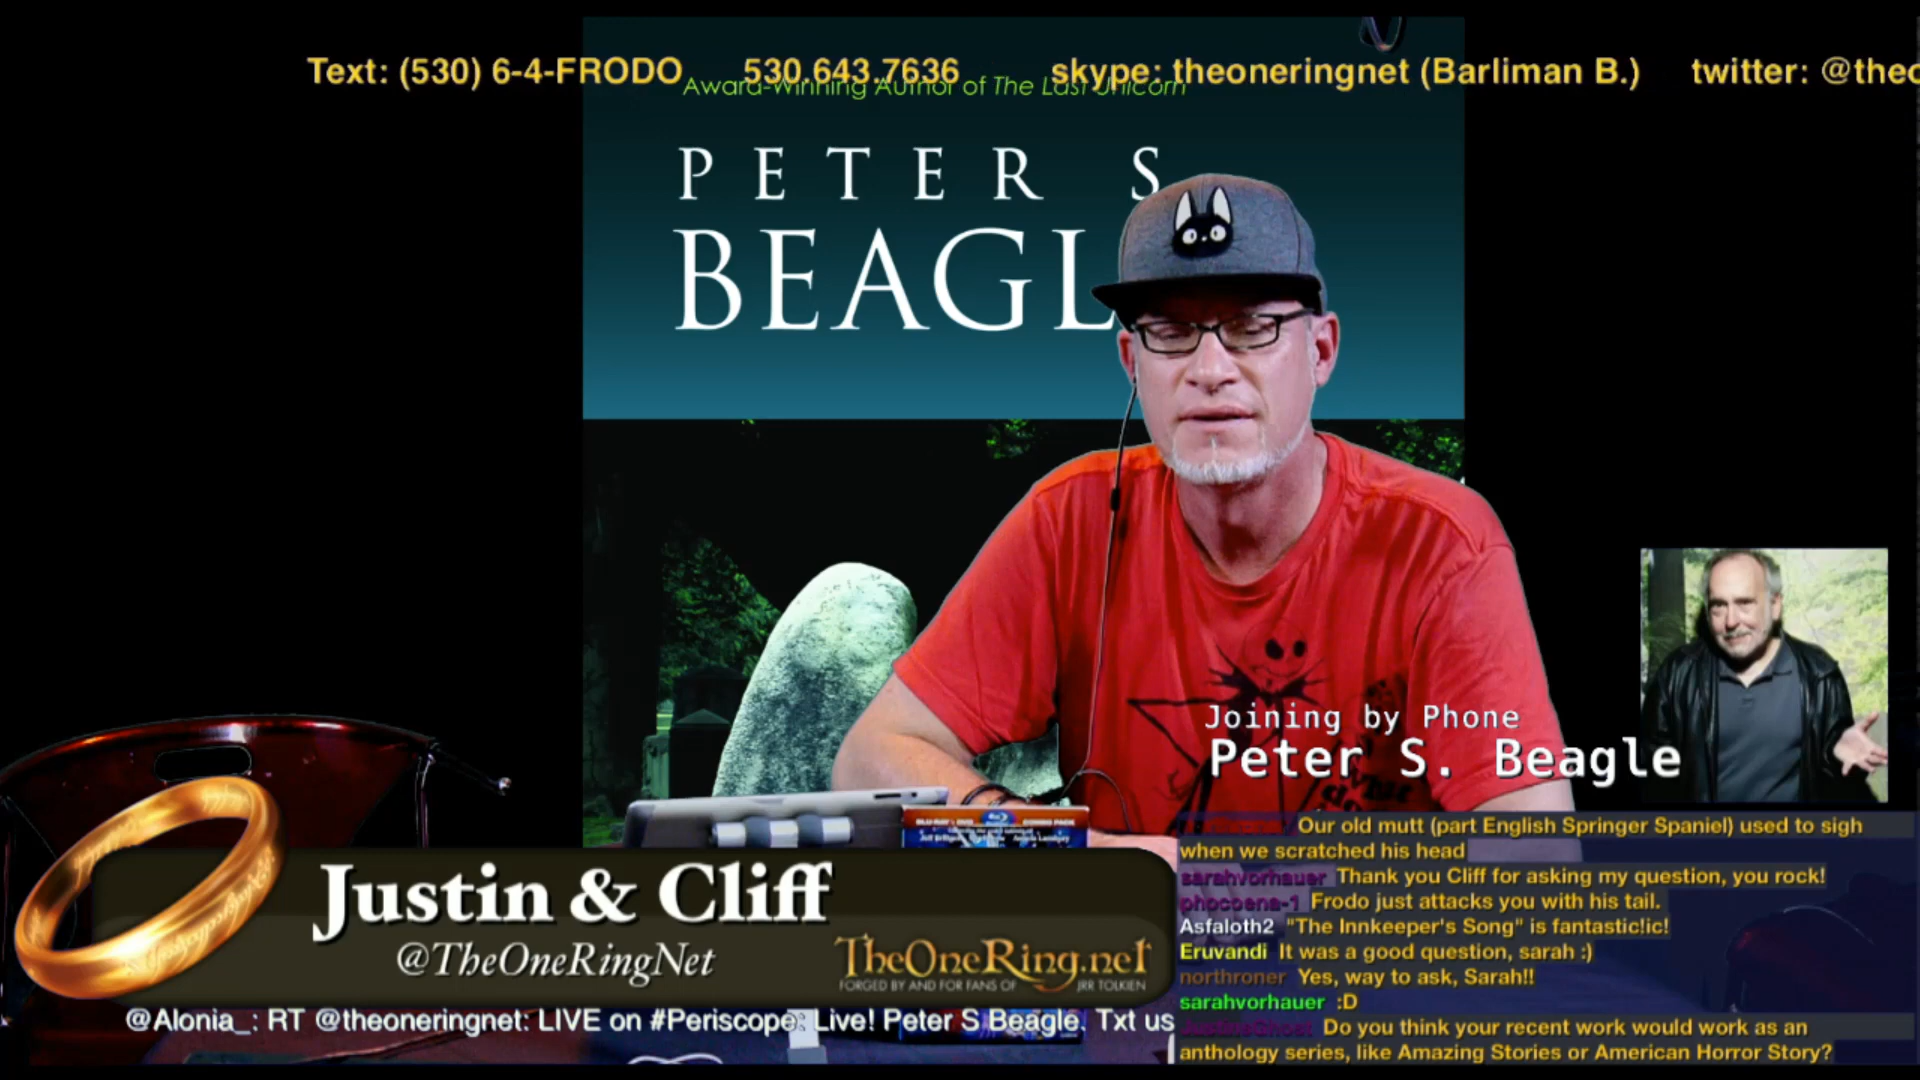 Text: (530) 6-4-FRODO 530.643.7636 skype: theoneringnet (Barliman B.) twitter: @theo
Award-Winning Author of The Last Unicorn
PETER S
BEAGL
Joining by Phone
Peter S. Beagle
BLU-RAY + DVD COMBO PACK
Justin & Cliff
@TheOneRingNet
TheOneRing.net
FORGED BY AND FOR FANS OF JRR TOLKIEN
@Alonia_: RT @theoneringnet: LIVE on #Periscope: Live! Peter S Beagle. Txt us
Our old mutt (part English Springer Spaniel) used to sigh
when we scratched his head
sarahvorhauer Thank you Cliff for asking my question, you rock!
phocoena-1 Frodo just attacks you with his tail.
Asfaloth2 "The Innkeeper's Song" is fantastic!ic!
Eruvandi It was a good question, sarah :)
northroner Yes, way to ask, Sarah!!
sarahvorhauer :D
Do you think your recent work would work as an
anthology series, like Amazing Stories or American Horror Story?